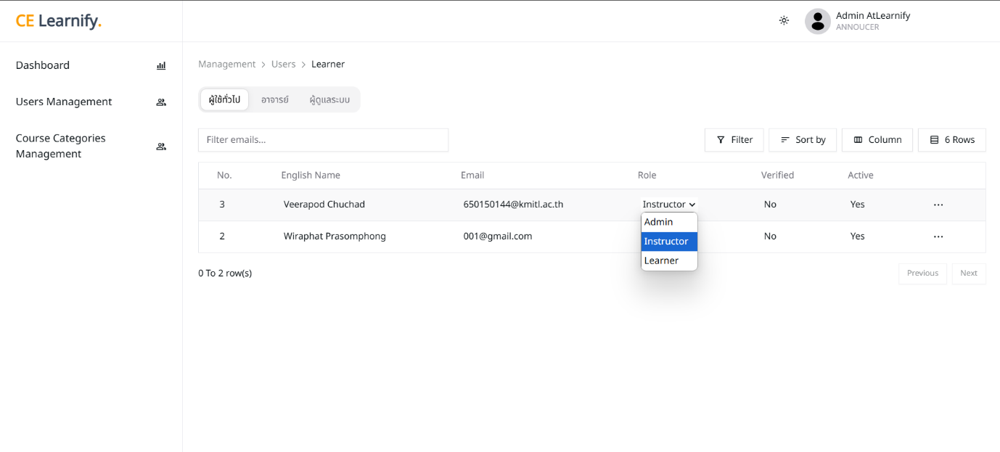 CE Learnify.
Admin AtLearnify
ANNOUCER
Dashboard
Users Management
Course Categories
Management
Management > Users > Learner
ผู้ใช้ทั่วไป อาจารย์ ผู้ดูแลระบบ
Filter emails...
Filter Sort by Column 6 Rows
No. English Name Email Role Verified Active
3 Veerapod Chuchad 650150144@kmitl.ac.th Instructor No Yes ...
Admin
2 Wiraphat Prasomphong 001@gmail.com No Yes ...
Instructor
Learner
0 To 2 row(s)
Previous Next